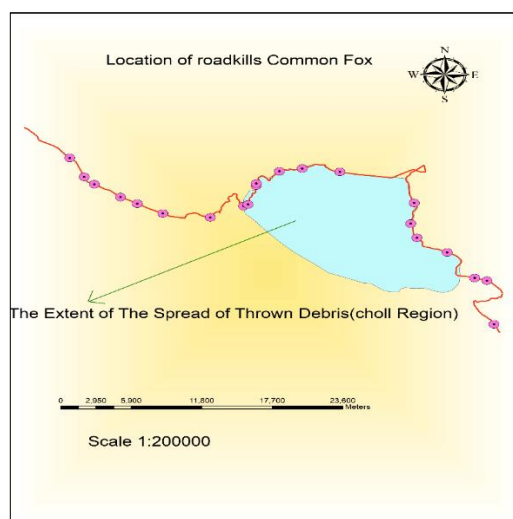 Location of roadkills Common Fox
N
W E
S
The Extent of The Spread of Thrown Debris(choll Region)
0 2,950 5,900 11,800 17,700 23,600
Meters
Scale 1:200000